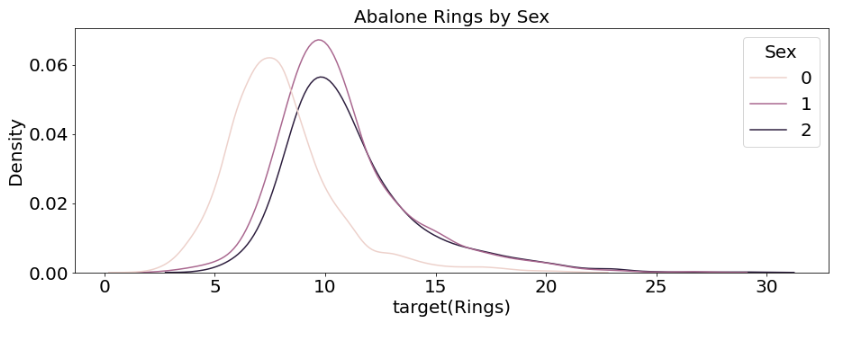 Abalone Rings by Sex
Density
0.06
0.04
0.02
0.00
Sex
0
1
2
0 5 10 15 20 25 30
target(Rings)